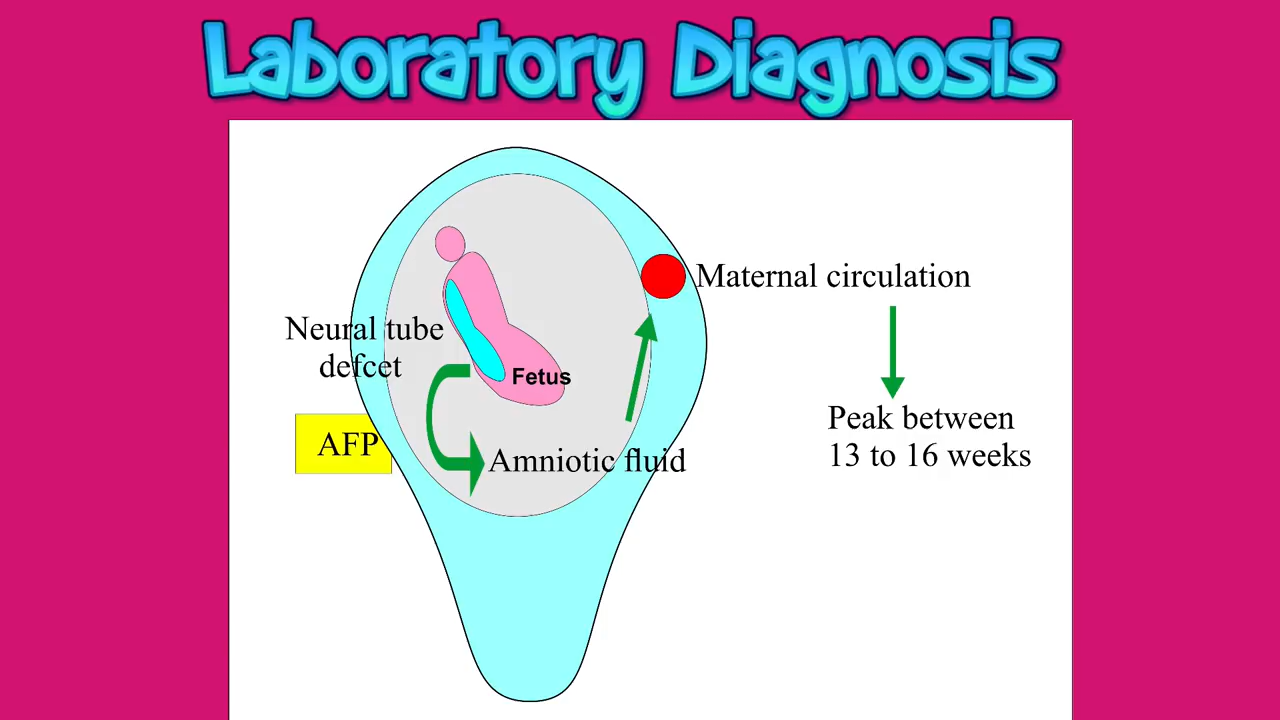 Laboratory Diagnosis
Maternal circulation
Neural tube
defcet
Fetus
AFP
Amniotic fluid
Peak between
13 to 16 weeks